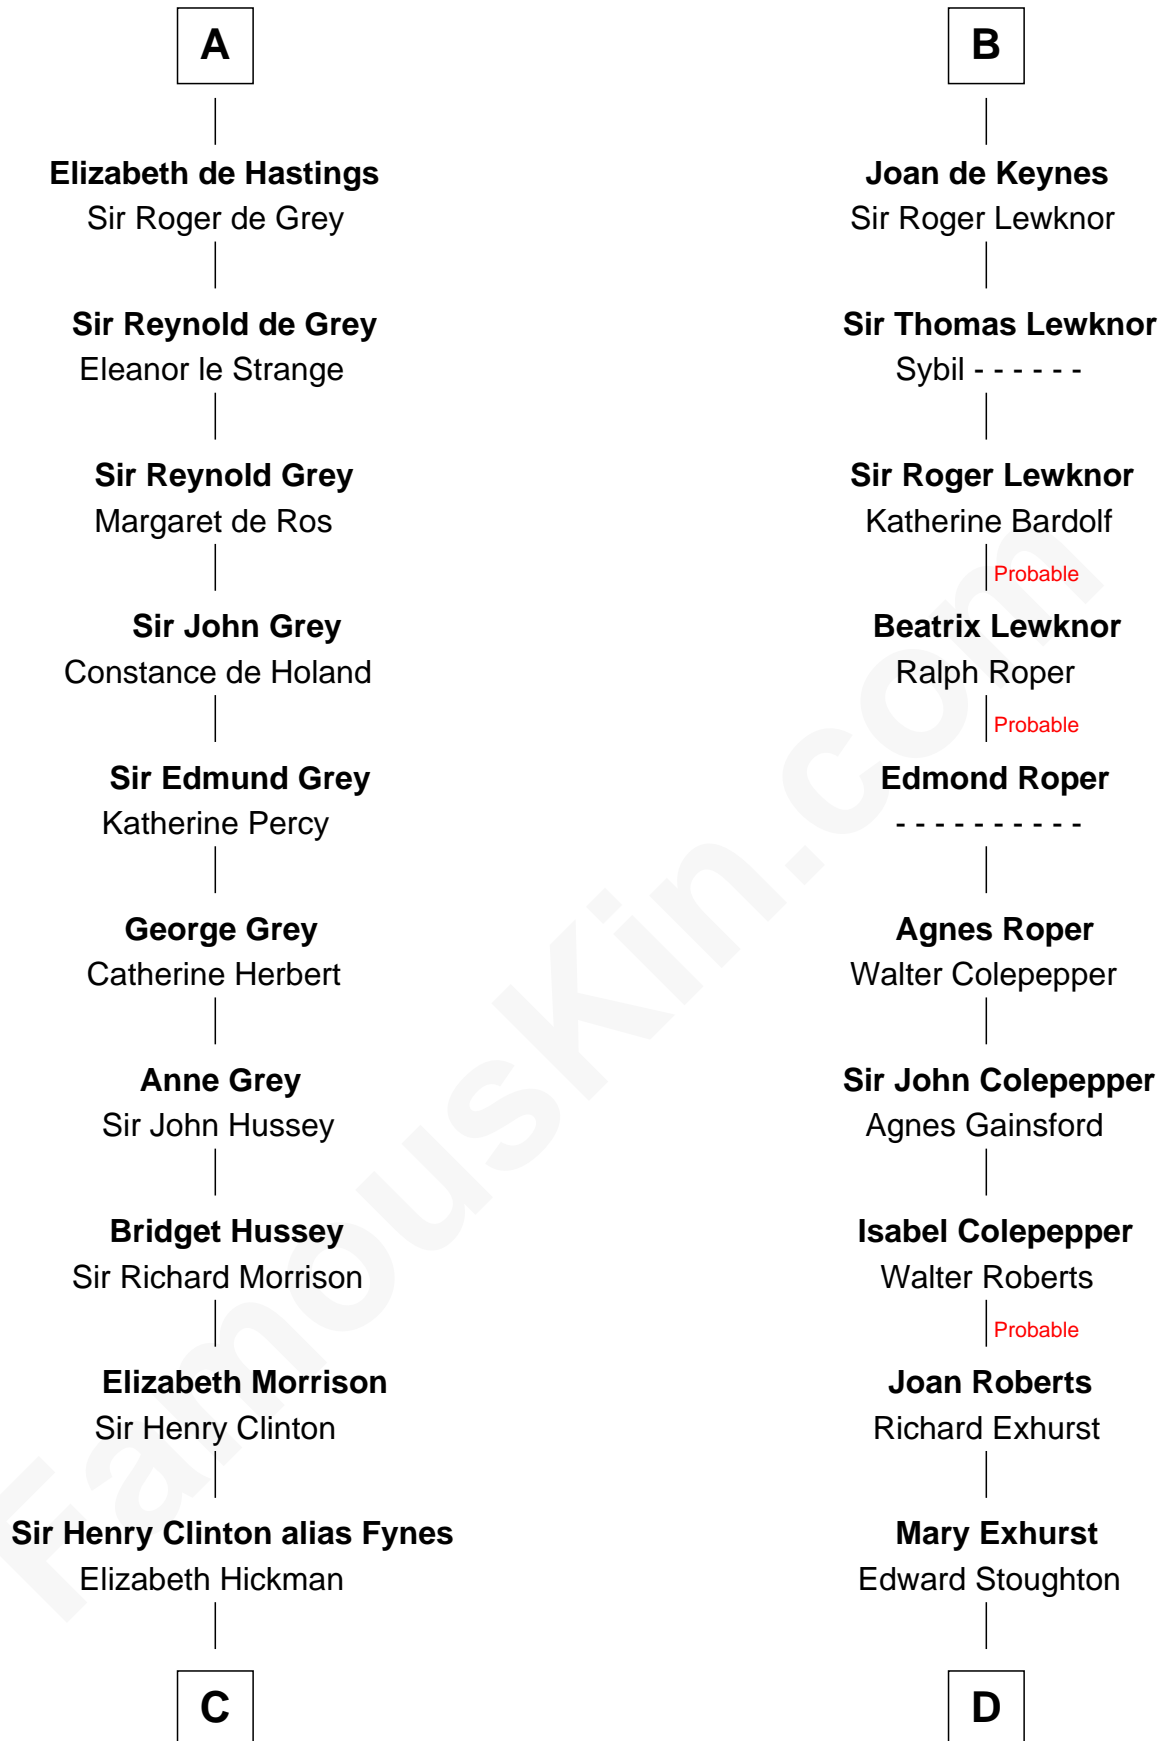 A
Elizabeth de Hastings
Sir Roger de Grey
Sir Reynold de Grey
Eleanor le Strange
Sir Reynold Grey
Margaret de Ros
Sir John Grey
Constance de Holand
Sir Edmund Grey
Katherine Percy
George Grey
Catherine Herbert
Anne Grey
Sir John Hussey
Bridget Hussey
Sir Richard Morrison
Elizabeth Morrison
Sir Henry Clinton
Sir Henry Clinton alias Fynes
Elizabeth Hickman
C
B
Joan de Keynes
Sir Roger Lewknor
Sir Thomas Lewknor
Sybil - - - - - -
Sir Roger Lewknor
Katherine Bardolf
Probable
Beatrix Lewknor
Ralph Roper
Probable
Edmond Roper
- - - - - - - - - -
Agnes Roper
Walter Colepepper
Sir John Colepepper
Agnes Gainsford
Isabel Colepepper
Walter Roberts
Probable
Joan Roberts
Richard Exhurst
Mary Exhurst
Edward Stoughton
D
FamousKin.com